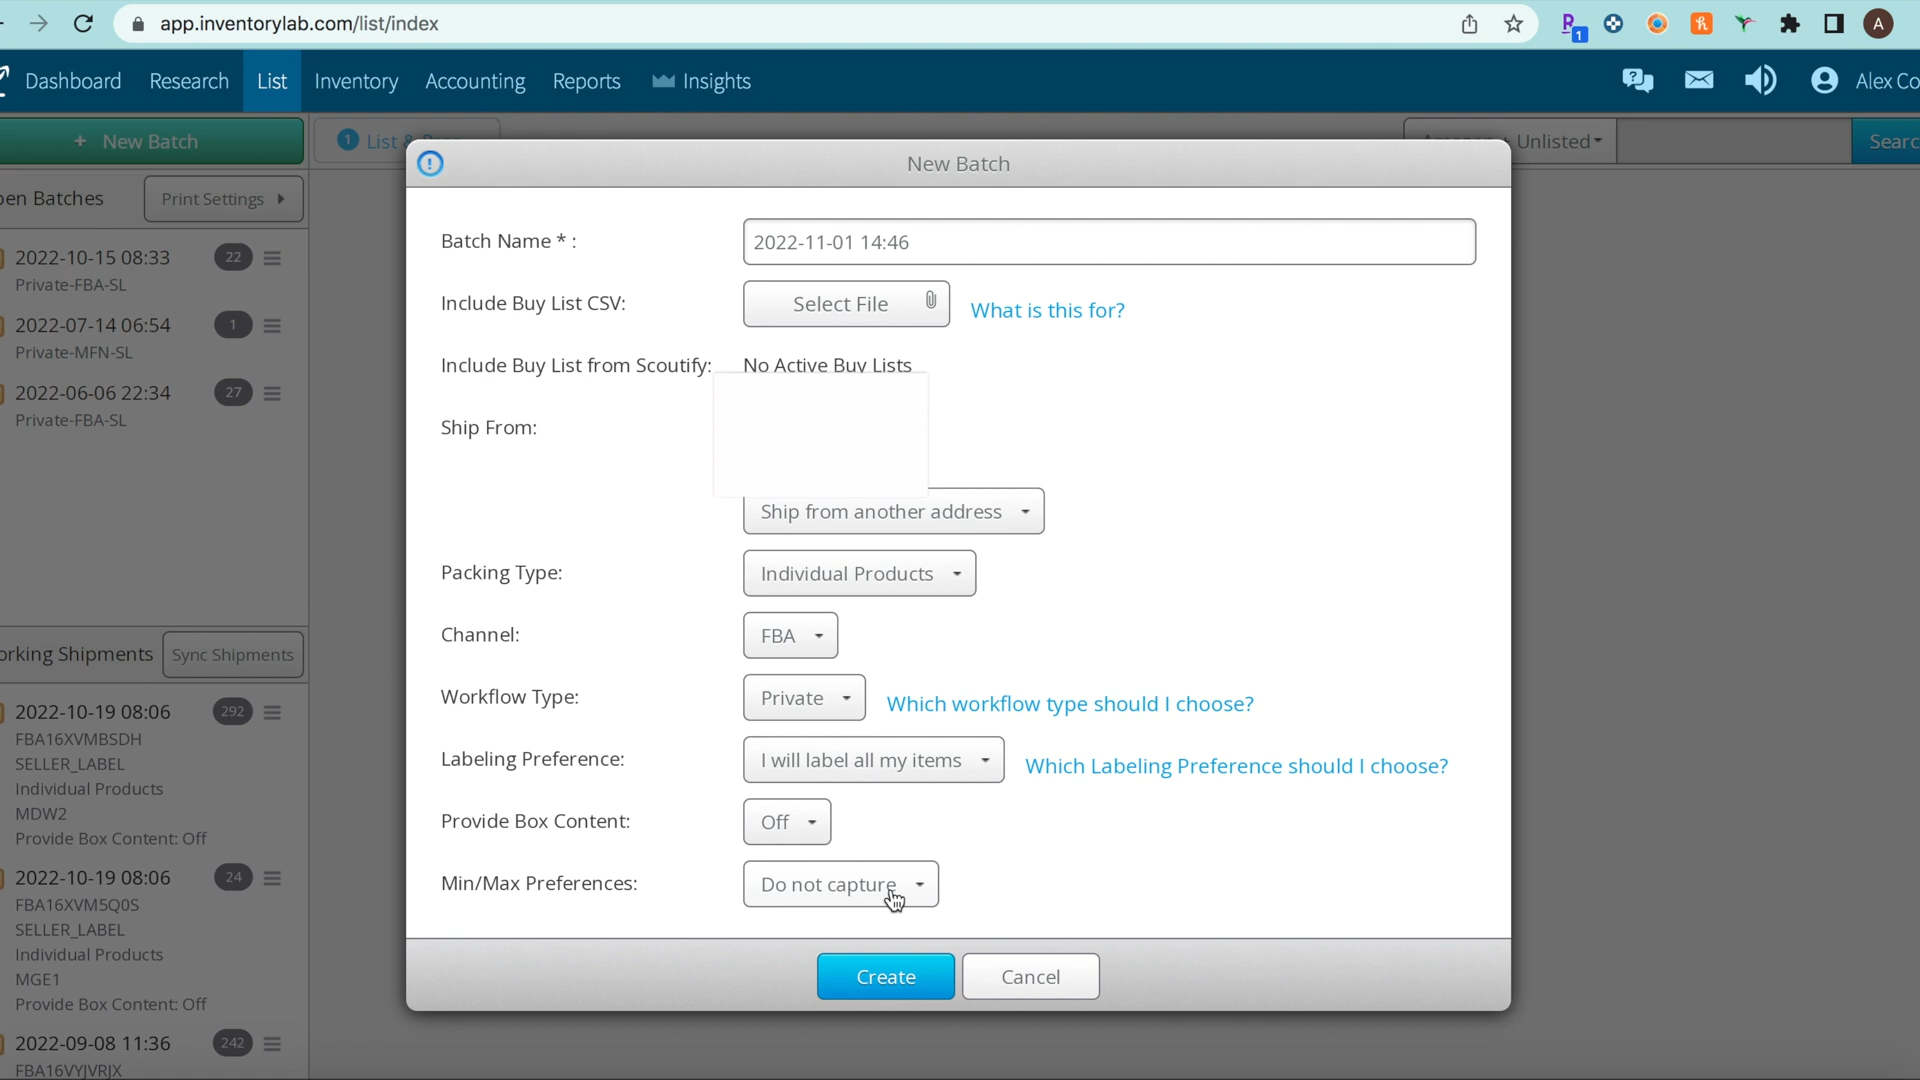 app.inventorylab.com/list/index
1
A
Dashboard
Research
List
Inventory
Accounting
Reports
Insights
Alex Co
+ New Batch
1 List &
Unlisted
Searc
en Batches
Print Settings
2022-10-15 08:33
22
Private-FBA-SL
2022-07-14 06:54
1
Private-MFN-SL
2022-06-06 22:34
27
Private-FBA-SL
orking Shipments
Sync Shipments
2022-10-19 08:06
292
FBA16XVMBSDH
SELLER_LABEL
Individual Products
MDW2
Provide Box Content: Off
2022-10-19 08:06
24
FBA16XVM5Q0S
SELLER_LABEL
Individual Products
MGE1
Provide Box Content: Off
2022-09-08 11:36
242
FBA16VYJVRJX
New Batch
Batch Name * :
2022-11-01 14:46
Include Buy List CSV:
Select File
What is this for?
Include Buy List from Scoutify:
No Active Buy Lists
Ship From:
Ship from another address
Packing Type:
Individual Products
Channel:
FBA
Workflow Type:
Private
Which workflow type should I choose?
Labeling Preference:
I will label all my items
Which Labeling Preference should I choose?
Provide Box Content:
Off
Min/Max Preferences:
Do not capture
Create
Cancel